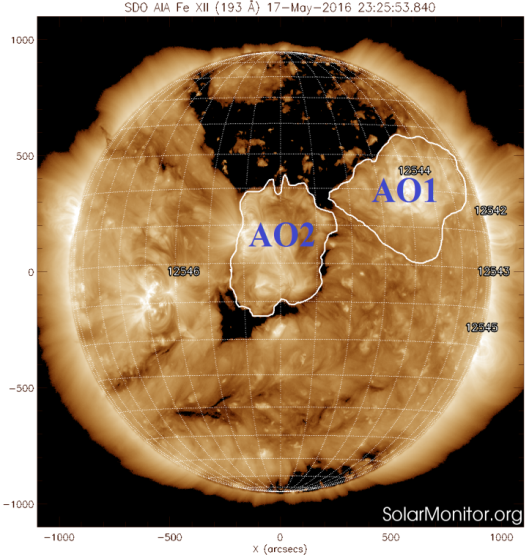 SDO AIA Fe XII (193 Å) 17-May-2016 23:25:53.840
1000
500
0
−500
−1000
12544
AO1
12542
AO2
12546
12543
12545
SolarMonitor.org
−1000 −500 0 500 1000
X (arcsecs)